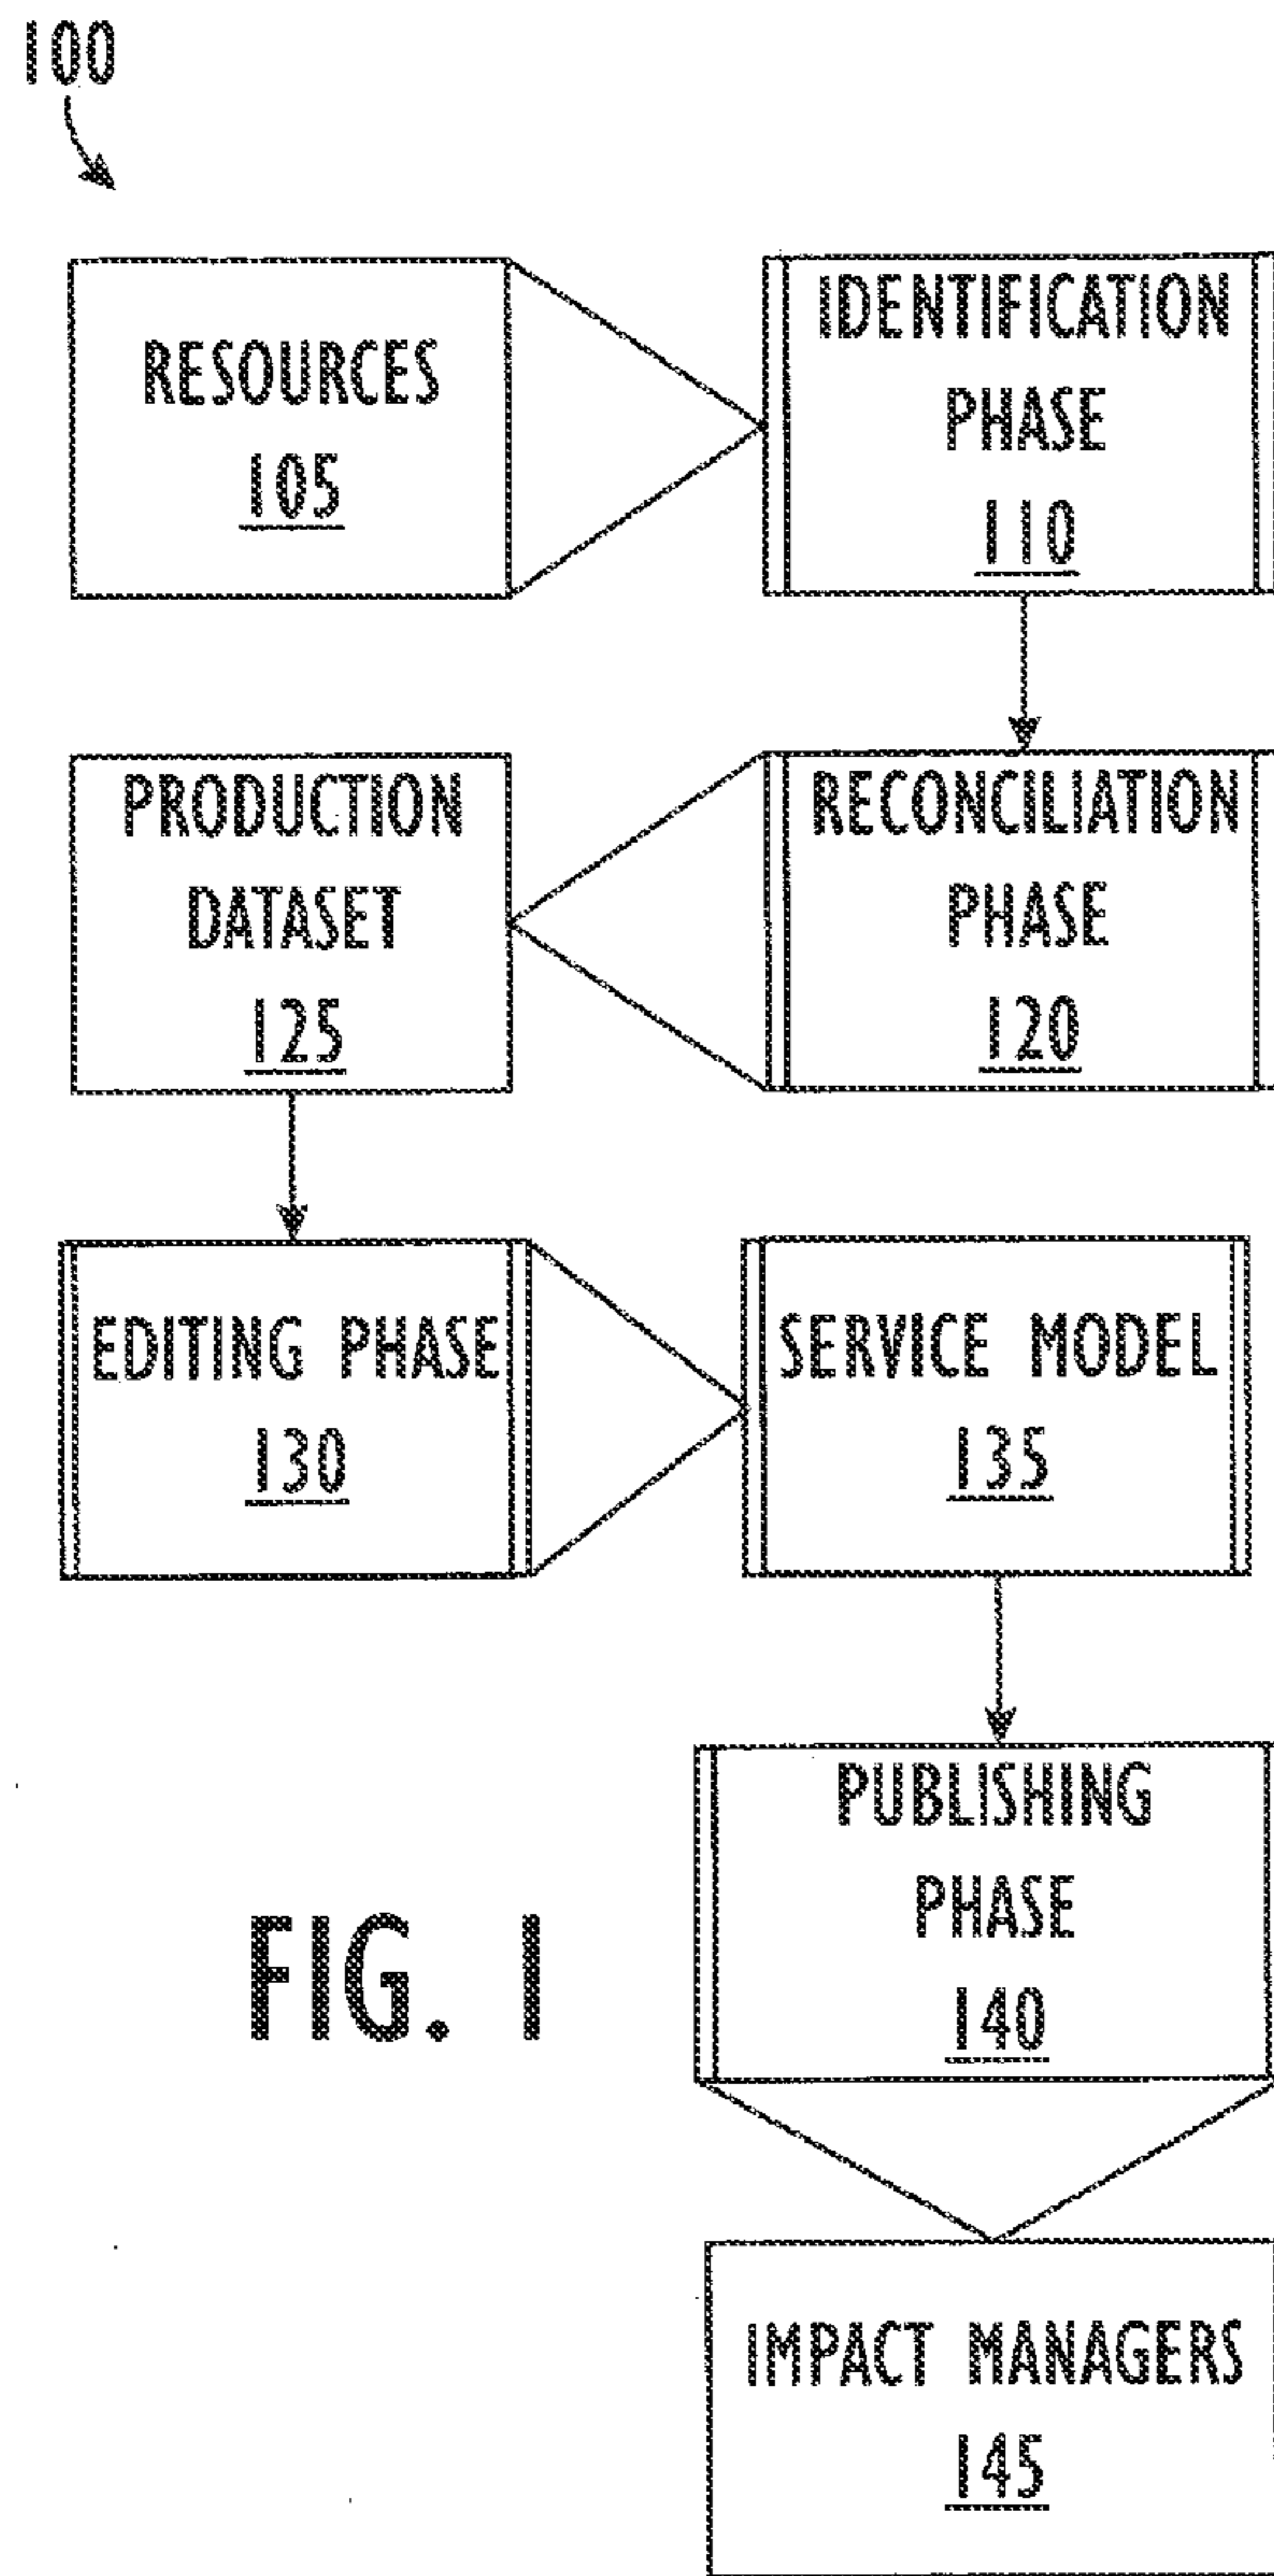 100
RESOURCES
105
IDENTIFICATION
PHASE
110
PRODUCTION
DATASET
125
RECONCILIATION
PHASE
120
EDITING PHASE
130
SERVICE MODEL
135
PUBLISHING
PHASE
140
FIG. 1
IMPACT MANAGERS
145